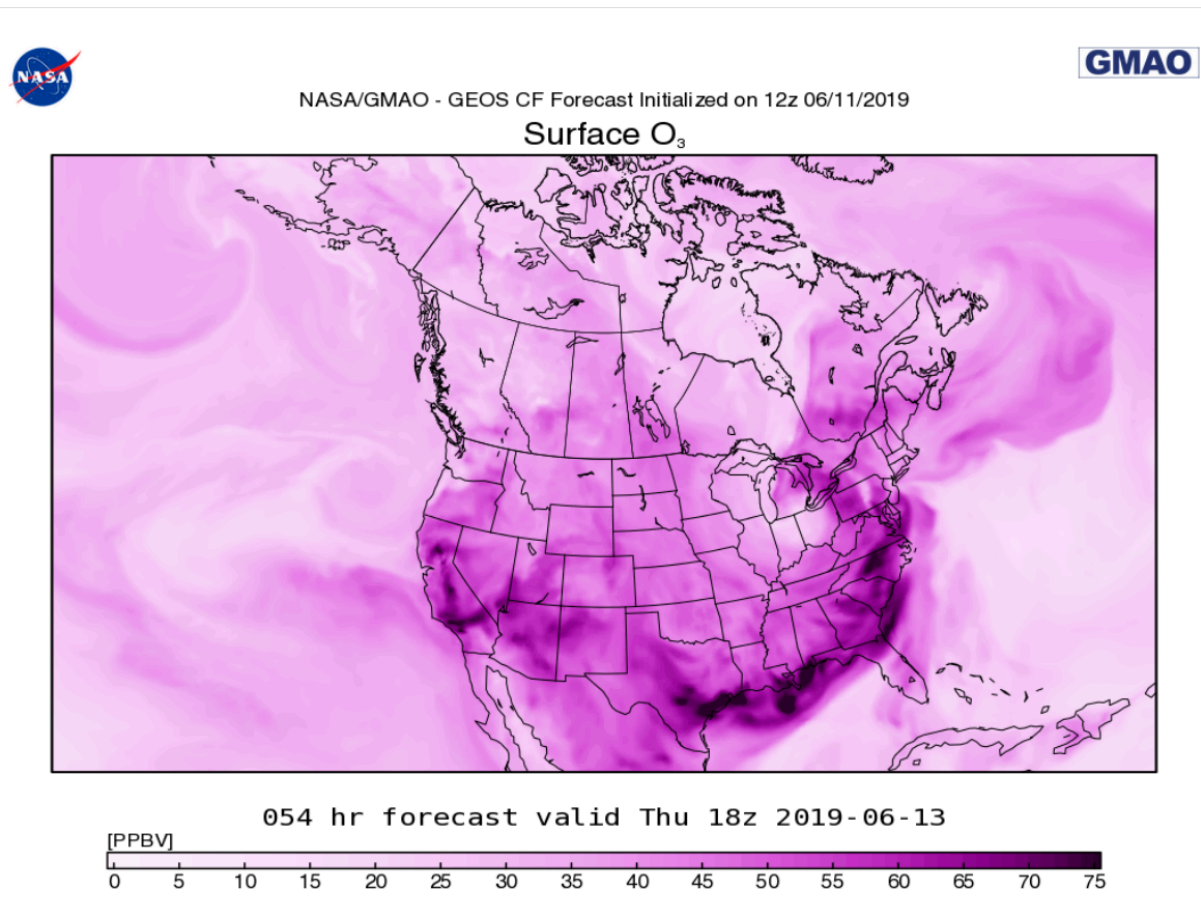 NASA
GMAO
NASA/GMAO - GEOS CF Forecast Initialized on 12z 06/11/2019
Surface O₃
054 hr forecast valid Thu 18z 2019-06-13
[PPBV]
0 5 10 15 20 25 30 35 40 45 50 55 60 65 70 75